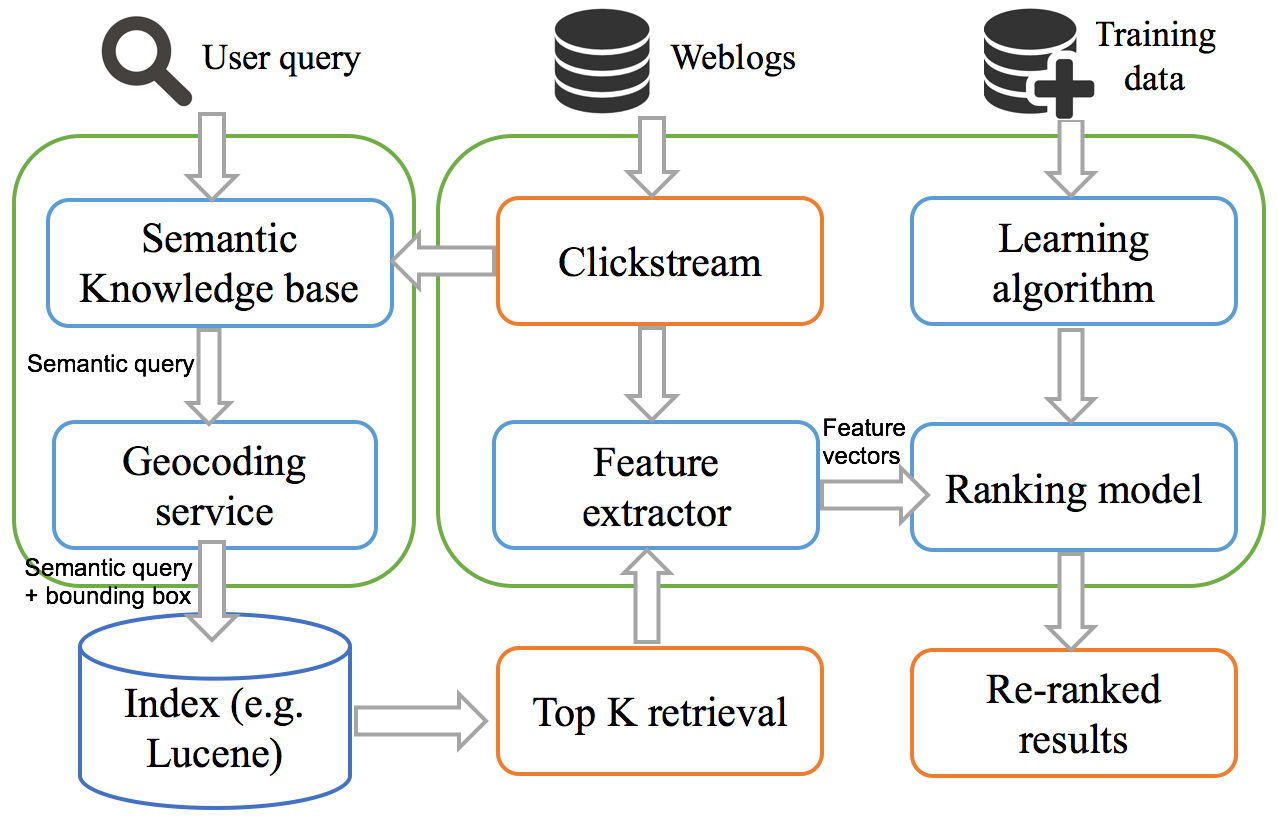 User query
Weblogs
Training
data
Semantic
Knowledge base
Clickstream
Learning
algorithm
Semantic query
Geocoding
service
Feature
extractor
Feature
vectors
Ranking model
Semantic query
+ bounding box
Index (e.g.
Lucene)
Top K retrieval
Re-ranked
results